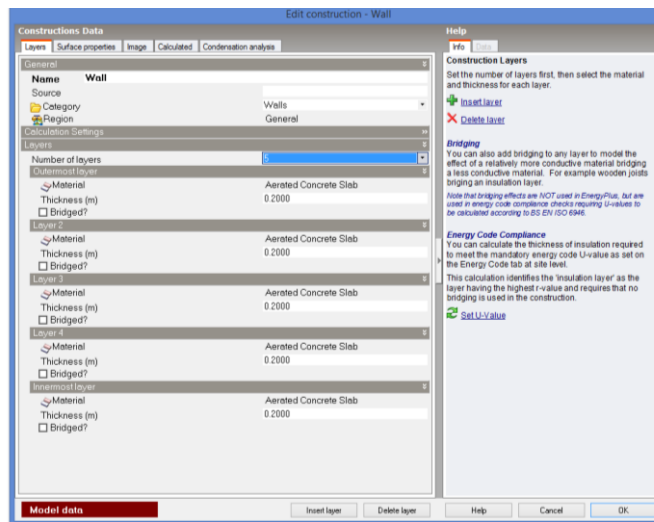 Edit construction - Wall
Constructions Data
Layers Surface properties Image Calculated Condensation analysis
General
Name Wall
Source
Category Walls
Region General
Calculation Settings
Layers
Number of layers 5
Outermost layer
Material Aerated Concrete Slab
Thickness (m) 0.2000
Bridged?
Layer 2
Material Aerated Concrete Slab
Thickness (m) 0.2000
Bridged?
Layer 3
Material Aerated Concrete Slab
Thickness (m) 0.2000
Bridged?
Layer 4
Material Aerated Concrete Slab
Thickness (m) 0.2000
Bridged?
Innermost layer
Material Aerated Concrete Slab
Thickness (m) 0.2000
Bridged?
Model data
Insert layer Delete layer
Help
Info Data
Construction Layers
Set the number of layers first, then select the material
and thickness for each layer.
Insert layer
Delete layer
Bridging
You can also add bridging to any layer to model the
effect of a relatively more conductive material bridging
a less conductive material. For example wooden joists
briging an insulation layer.
Note that bridging effects are NOT used in EnergyPlus, but are
used in energy code compliance checks requiring U-values to
be calculated according to BS EN ISO 6946.
Energy Code Compliance
You can calculate the thickness of insulation required
to meet the mandatory energy code U-value as set on
the Energy Code tab at site level.
This calculation identifies the 'insulation layer' as the
layer having the highest r-value and requires that no
bridging is used in the construction.
Set U-Value
Help Cancel OK